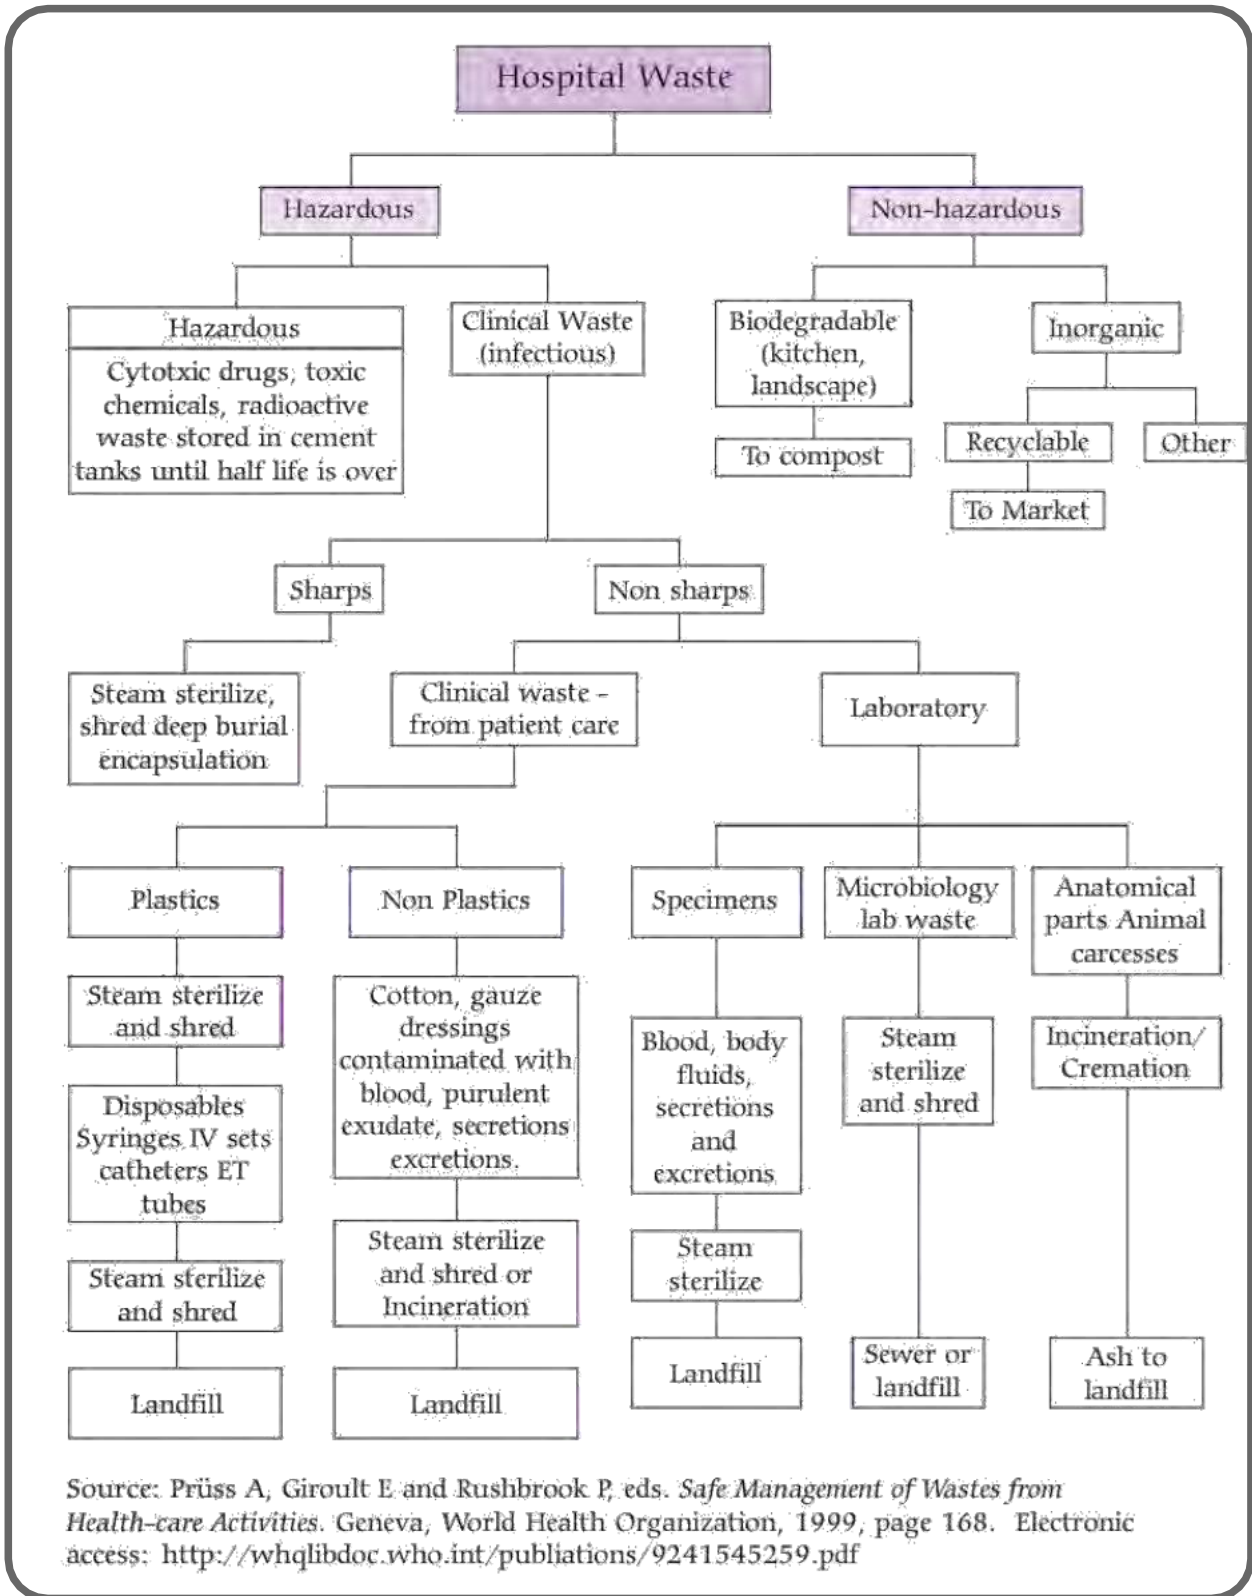 Hospital Waste
Hazardous
Non-hazardous
Hazardous
Cytotxic drugs, toxic
chemicals, radioactive
waste stored in cement
tanks until half life is over
Clinical Waste
(infectious)
Biodegradable
(kitchen,
landscape)
To compost
Inorganic
Recyclable
Other
To Market
Sharps
Non sharps
Steam sterilize,
shred deep burial
encapsulation
Clinical waste -
from patient care
Laboratory
Plastics
Steam sterilize
and shred
Disposables
Syringes IV sets
catheters ET
tubes
Steam sterilize
and shred
Landfill
Non Plastics
Cotton, gauze
dressings
contaminated with
blood, purulent
exudate, secretions
excretions.
Steam sterilize
and shred or
Incineration
Landfill
Specimens
Blood, body
fluids,
secretions
and
excretions
Steam
sterilize
Landfill
Microbiology
lab waste
Steam
sterilize
and shred
Sewer or
landfill
Anatomical
parts Animal
carcesses
Incineration/
Cremation
Ash to
landfill
Source: Prüss A, Giroult E and Rushbrook P, eds. Safe Management of Wastes from
Health-care Activities. Geneva, World Health Organization, 1999, page 168. Electronic
access: http://whqlibdoc.who.int/publiations/9241545259.pdf